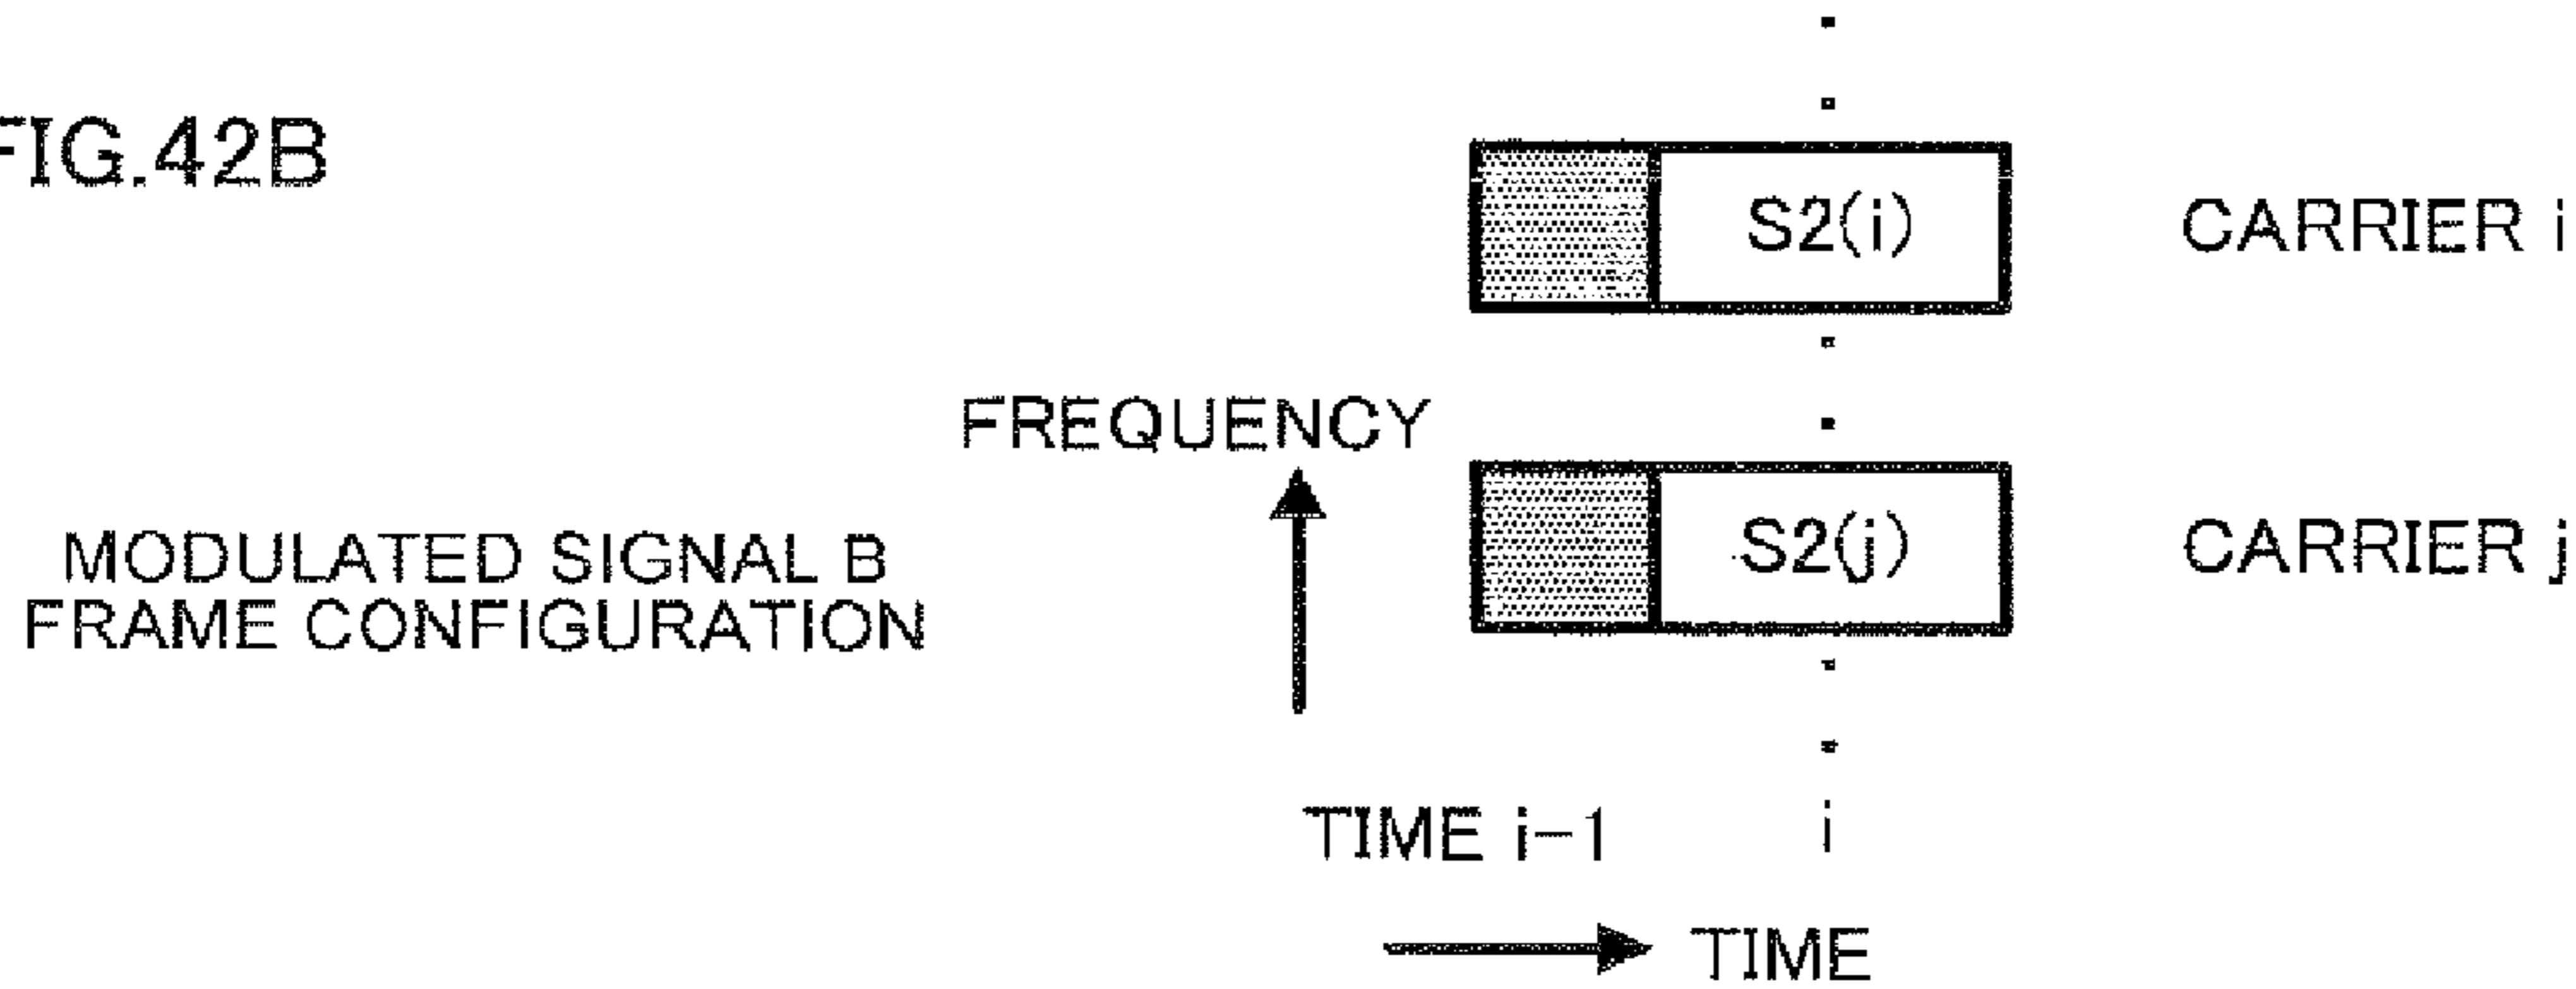 FIG.42B
S2(i) CARRIER i
FREQUENCY
S2(j) CARRIER j
MODULATED SIGNAL B
FRAME CONFIGURATION
TIME i-1 i
TIME